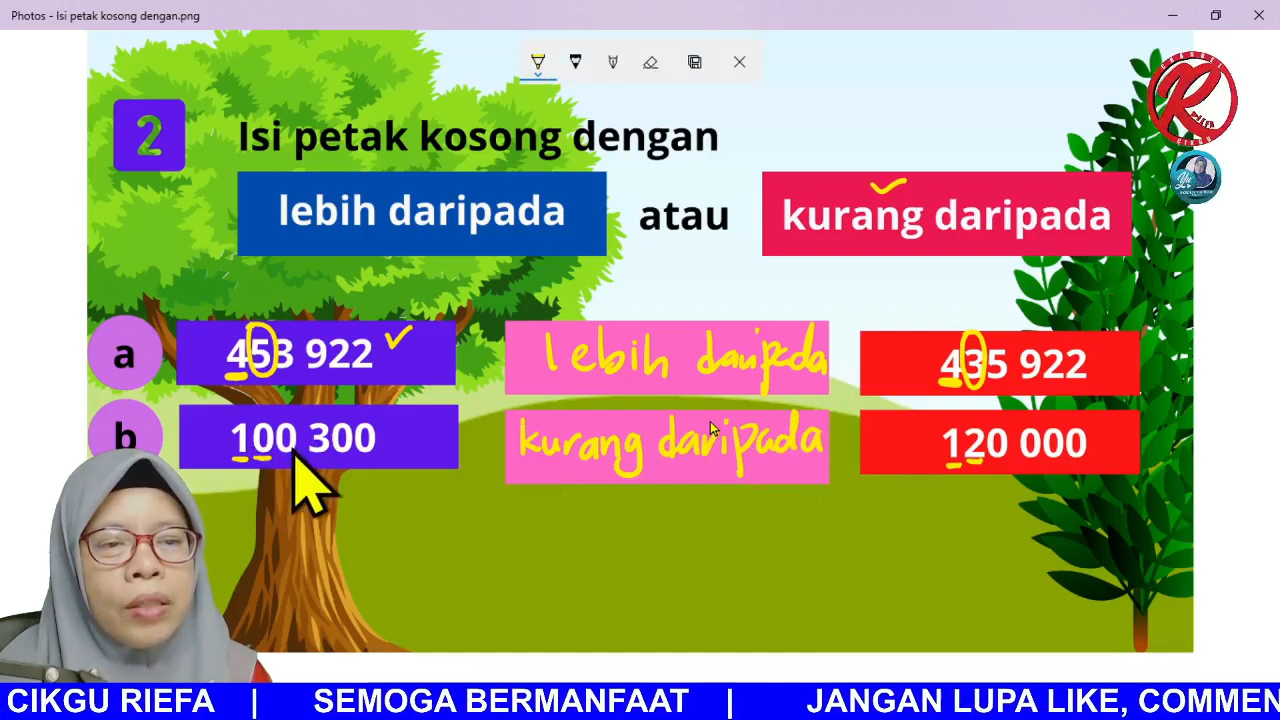 Photos - Isi petak kosong dengan.png
2 Isi petak kosong dengan
lebih daripada atau kurang daripada
a 453 922 lebih daripda 435 922
b 100 300 kurang daripada 120 000
CIKGU RIEFA | SEMOGA BERMANFAAT | JANGAN LUPA LIKE, COMMEN